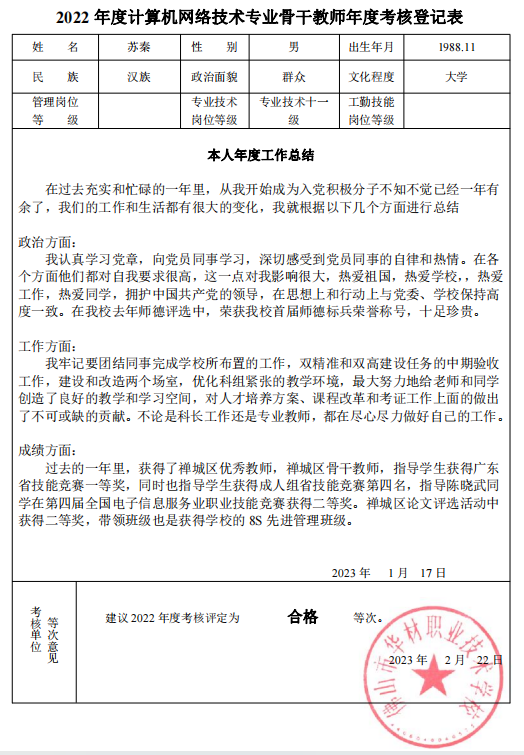 2022 年度计算机网络技术专业骨干教师年度考核登记表
姓 名 苏秦 性 别 男 出生年月 1988.11
民 族 汉族 政治面貌 群众 文化程度 大学
管理岗位 专业技术 专业技术十一 工勤技能
等 级 岗位等级 级 岗位等级
本人年度工作总结
在过去充实和忙碌的一年里，从我开始成为入党积极分子不知不觉已经一年有
余了，我们的工作和生活都有很大的变化，我就根据以下几个方面进行总结
政治方面：
我认真学习党章，向党员同事学习，深切感受到党员同事的自律和热情。在各
个方面他们都对自我要求很高，这一点对我影响很大，热爱祖国，热爱学校，，热爱
工作，热爱同学，拥护中国共产党的领导，在思想上和行动上与党委、学校保持高
度一致。在我校去年师德评选中，荣获我校首届师德标兵荣誉称号，十足珍贵。
工作方面：
我牢记要团结同事完成学校所布置的工作，双精准和双高建设任务的中期验收
工作，建设和改造两个场室，优化科组紧张的教学环境，最大努力地给老师和同学
创造了良好的教学和学习空间，对人才培养方案、课程改革和考证工作上面的做出
了不可或缺的贡献。不论是科长工作还是专业教师，都在尽心尽力做好自己的工作。
成绩方面：
过去的一年里，获得了禅城区优秀教师，禅城区骨干教师，指导学生获得广东
省技能竞赛一等奖，同时也指导学生获得成人组省技能竞赛第四名，指导陈晓武同
学在第四届全国电子信息服务业职业技能竞赛获得二等奖。禅城区论文评选活动中
获得二等奖，带领班级也是获得学校的 8S 先进管理班级。
2023 年 1 月 17 日
考核单位
等次意见
建议 2022 年度考核评定为 合格 等次。
2023 年 2 月 22 日
佛山市华材职业技术学校